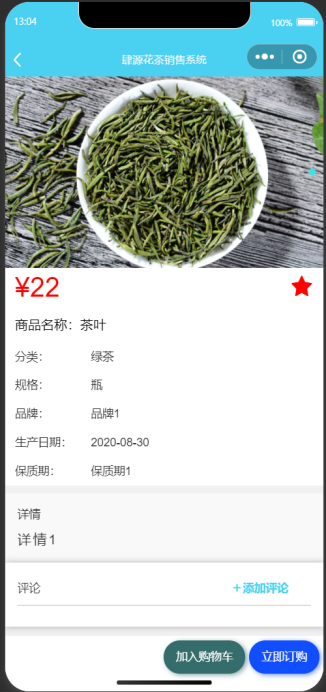 13:04
100%
肆源花茶销售系统
¥22
商品名称：茶叶
分类： 绿茶
规格： 瓶
品牌： 品牌1
生产日期： 2020-08-30
保质期： 保质期1
详情
详情1
评论 +添加评论
加入购物车 立即订购